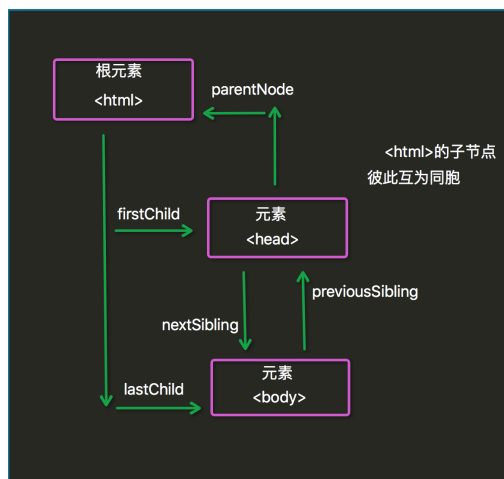 根元素
<html>
parentNode
<html>的子节点
彼此互为同胞
firstChild
元素
<head>
previousSibling
nextSibling
元素
<body>
lastChild